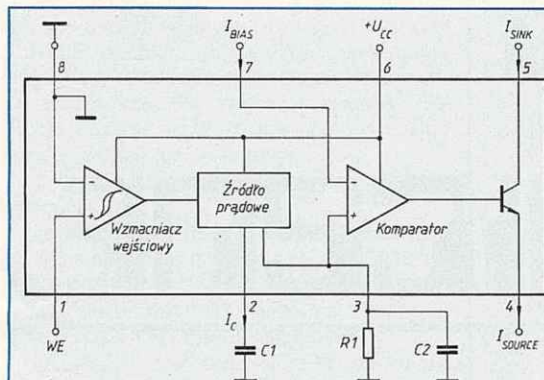 I_BIAS +U_CC I_SINK
8 7 6 5
−
+
Wzmacniacz
wejściowy
Źródło
prądowe
−
+
Komparator
1 2 3 4
WE I_C C1 R1 C2 I_SOURCE